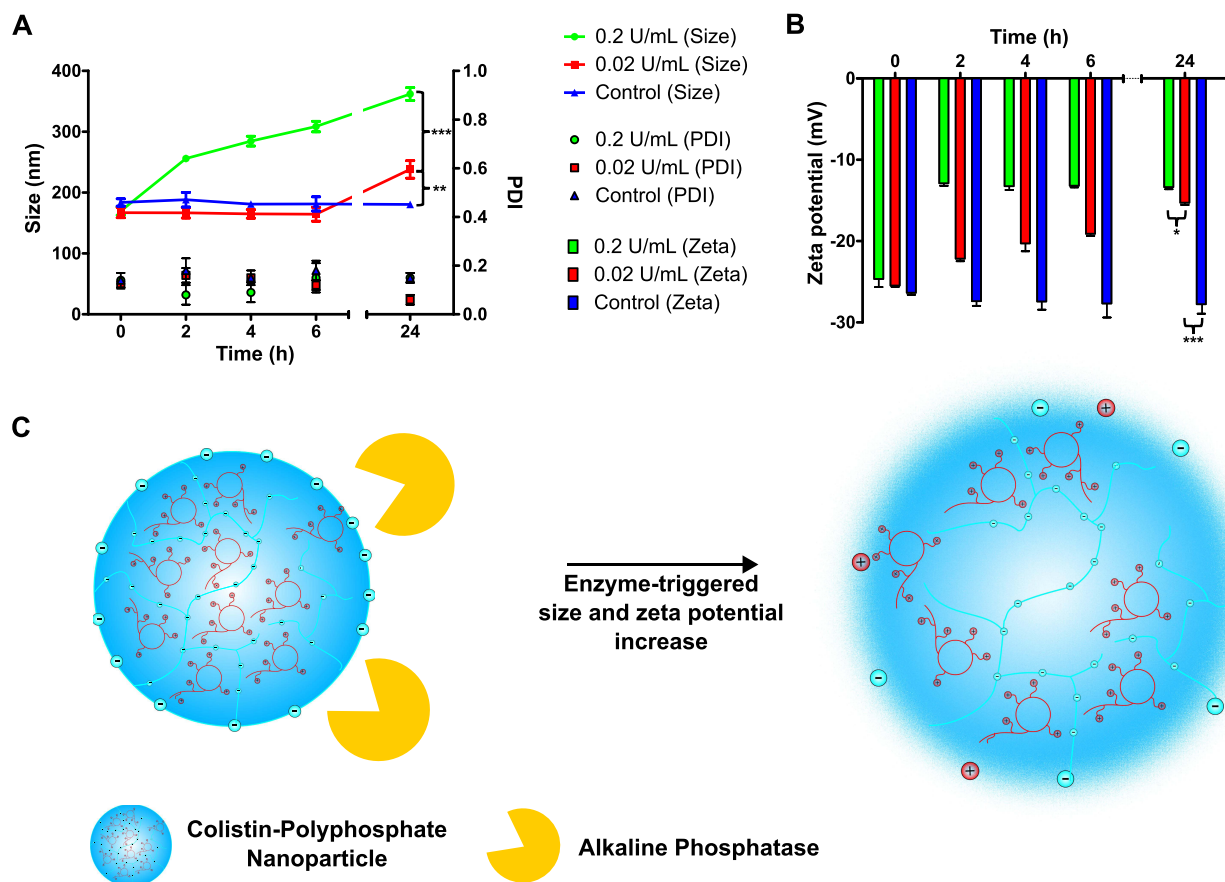 A
400
300
200
100
0
Size (nm)
1.0
0.8
0.6
0.4
0.2
0.0
PDI
***
**
0 2 4 6 24
Time (h)
0.2 U/mL (Size)
0.02 U/mL (Size)
Control (Size)
0.2 U/mL (PDI)
0.02 U/mL (PDI)
Control (PDI)
0.2 U/mL (Zeta)
0.02 U/mL (Zeta)
Control (Zeta)
B
Time (h)
0 2 4 6 24
0
-10
-20
-30
Zeta potential (mV)
*
***
C
Enzyme-triggered
size and zeta potential
increase
Colistin-Polyphosphate
Nanoparticle
Alkaline Phosphatase